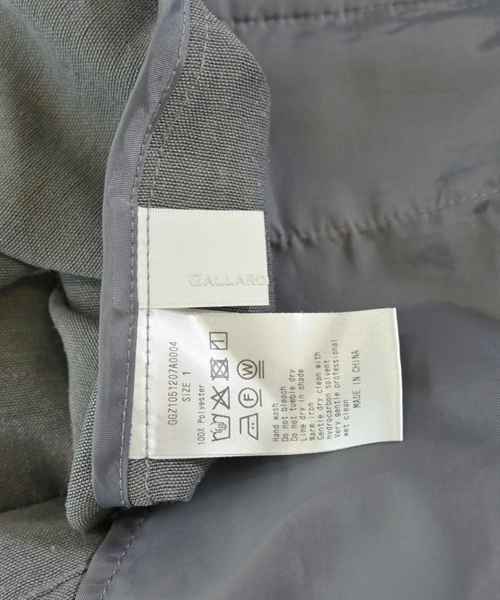 GALLARD
GGZ1051207A0004
SIZE 1
100% Polyester
Hand wash
Do not bleach
Do not tumble dry
Line dry in shade
Warm iron
Gentle dry clean with
hydrocarbon solvent
Very gentle professional
wet clean
MADE IN CHINA